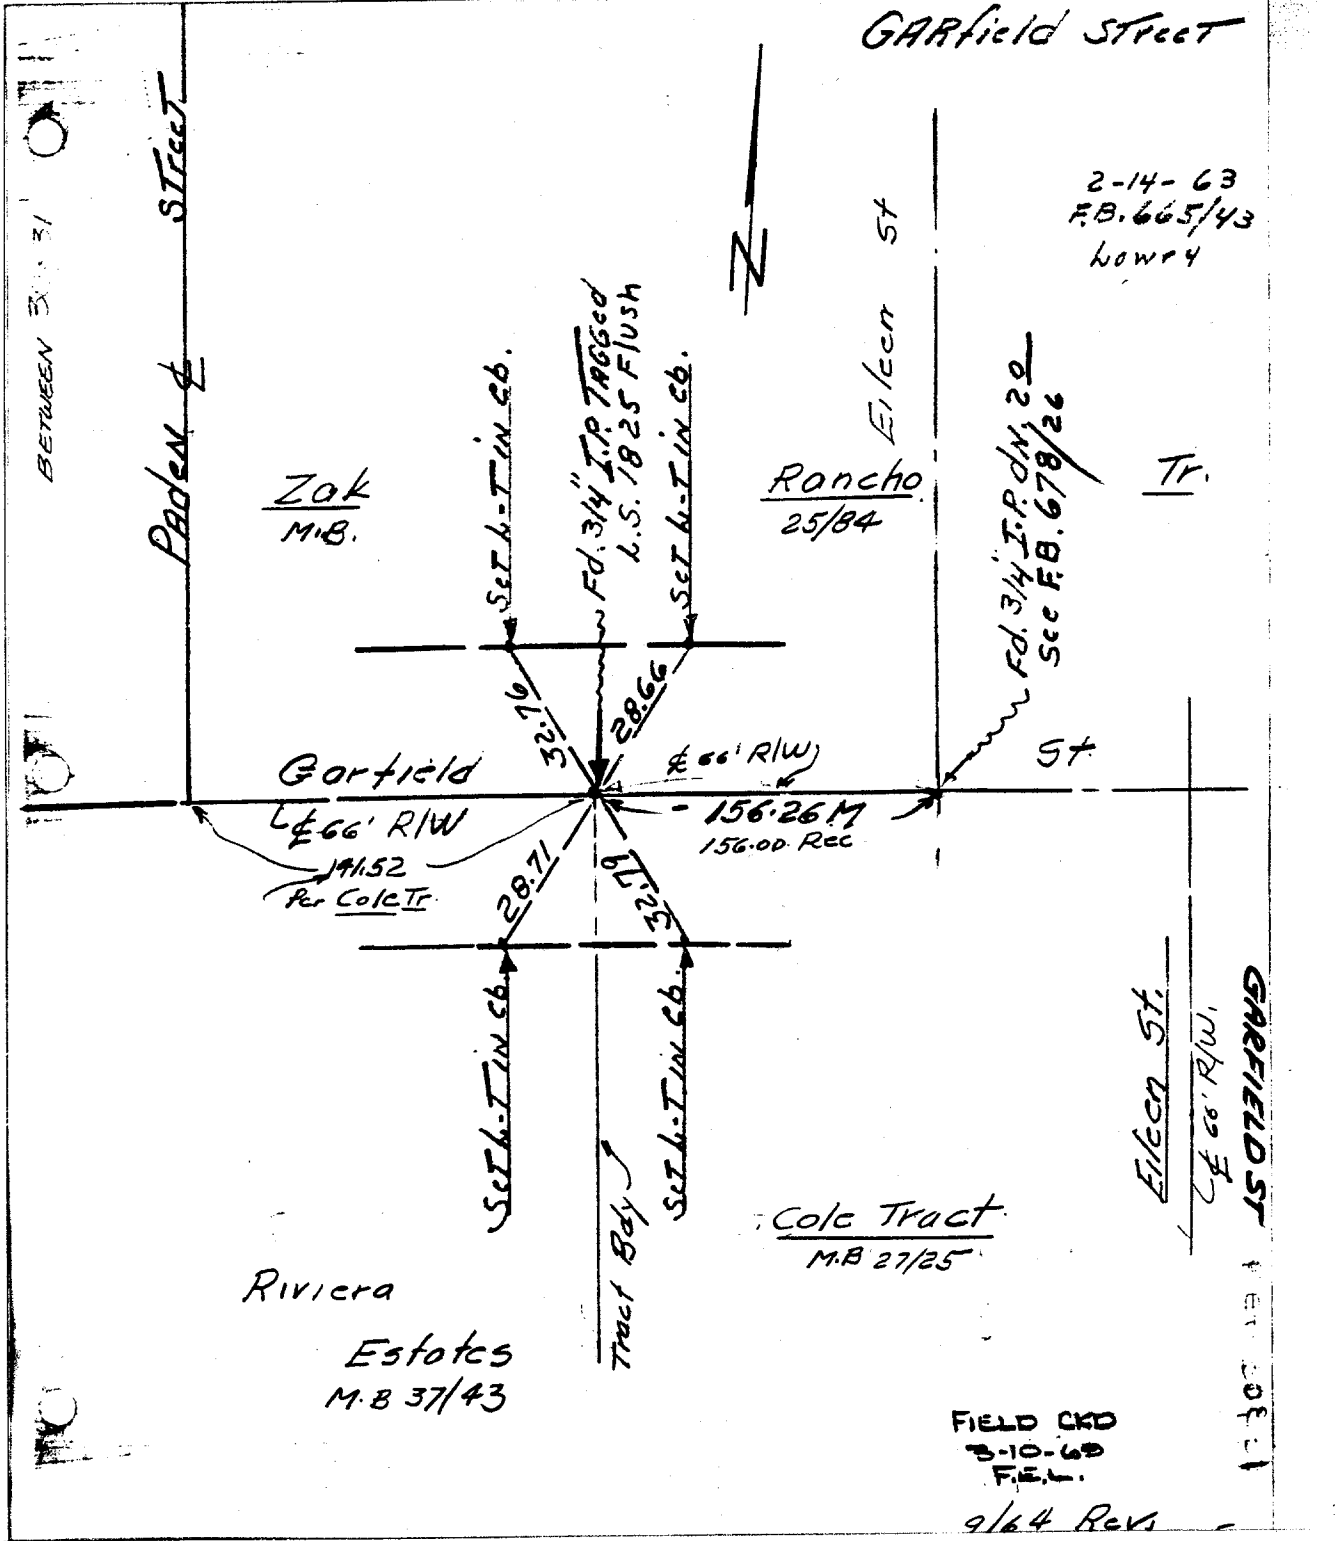 GARfield STreeT
2-14-63
F.B. 665/43
Lowry
BETWEEN
31
STreeT
PAdeN ℄
Zak
M.B.
SeT L-T IN cb.
Fd. 3/4" I.P. TAGGed
L.S. 1825 Flush
SeT L-T IN cb.
Z
Eileen St
Rancho
25/84
Fd. 3/4" I.P. dN. 20
See F.B. 678/26
Tr.
32.76
28.66
Garfield
℄ 66' R/W
St.
℄ 66' R/W
156.26 M
156.00 Rec
141.52
Per Cole Tr.
28.71
32.79
SeT L-T IN cb.
SeT L-T IN cb.
Tract Bdy
Eileen St.
℄ 66' R/W.
GARFIELD ST
Cole Tract
M.B 27/25
Riviera
Estates
M.B 37/43
FIELD CKD
F.E.L.
9/64 Revs